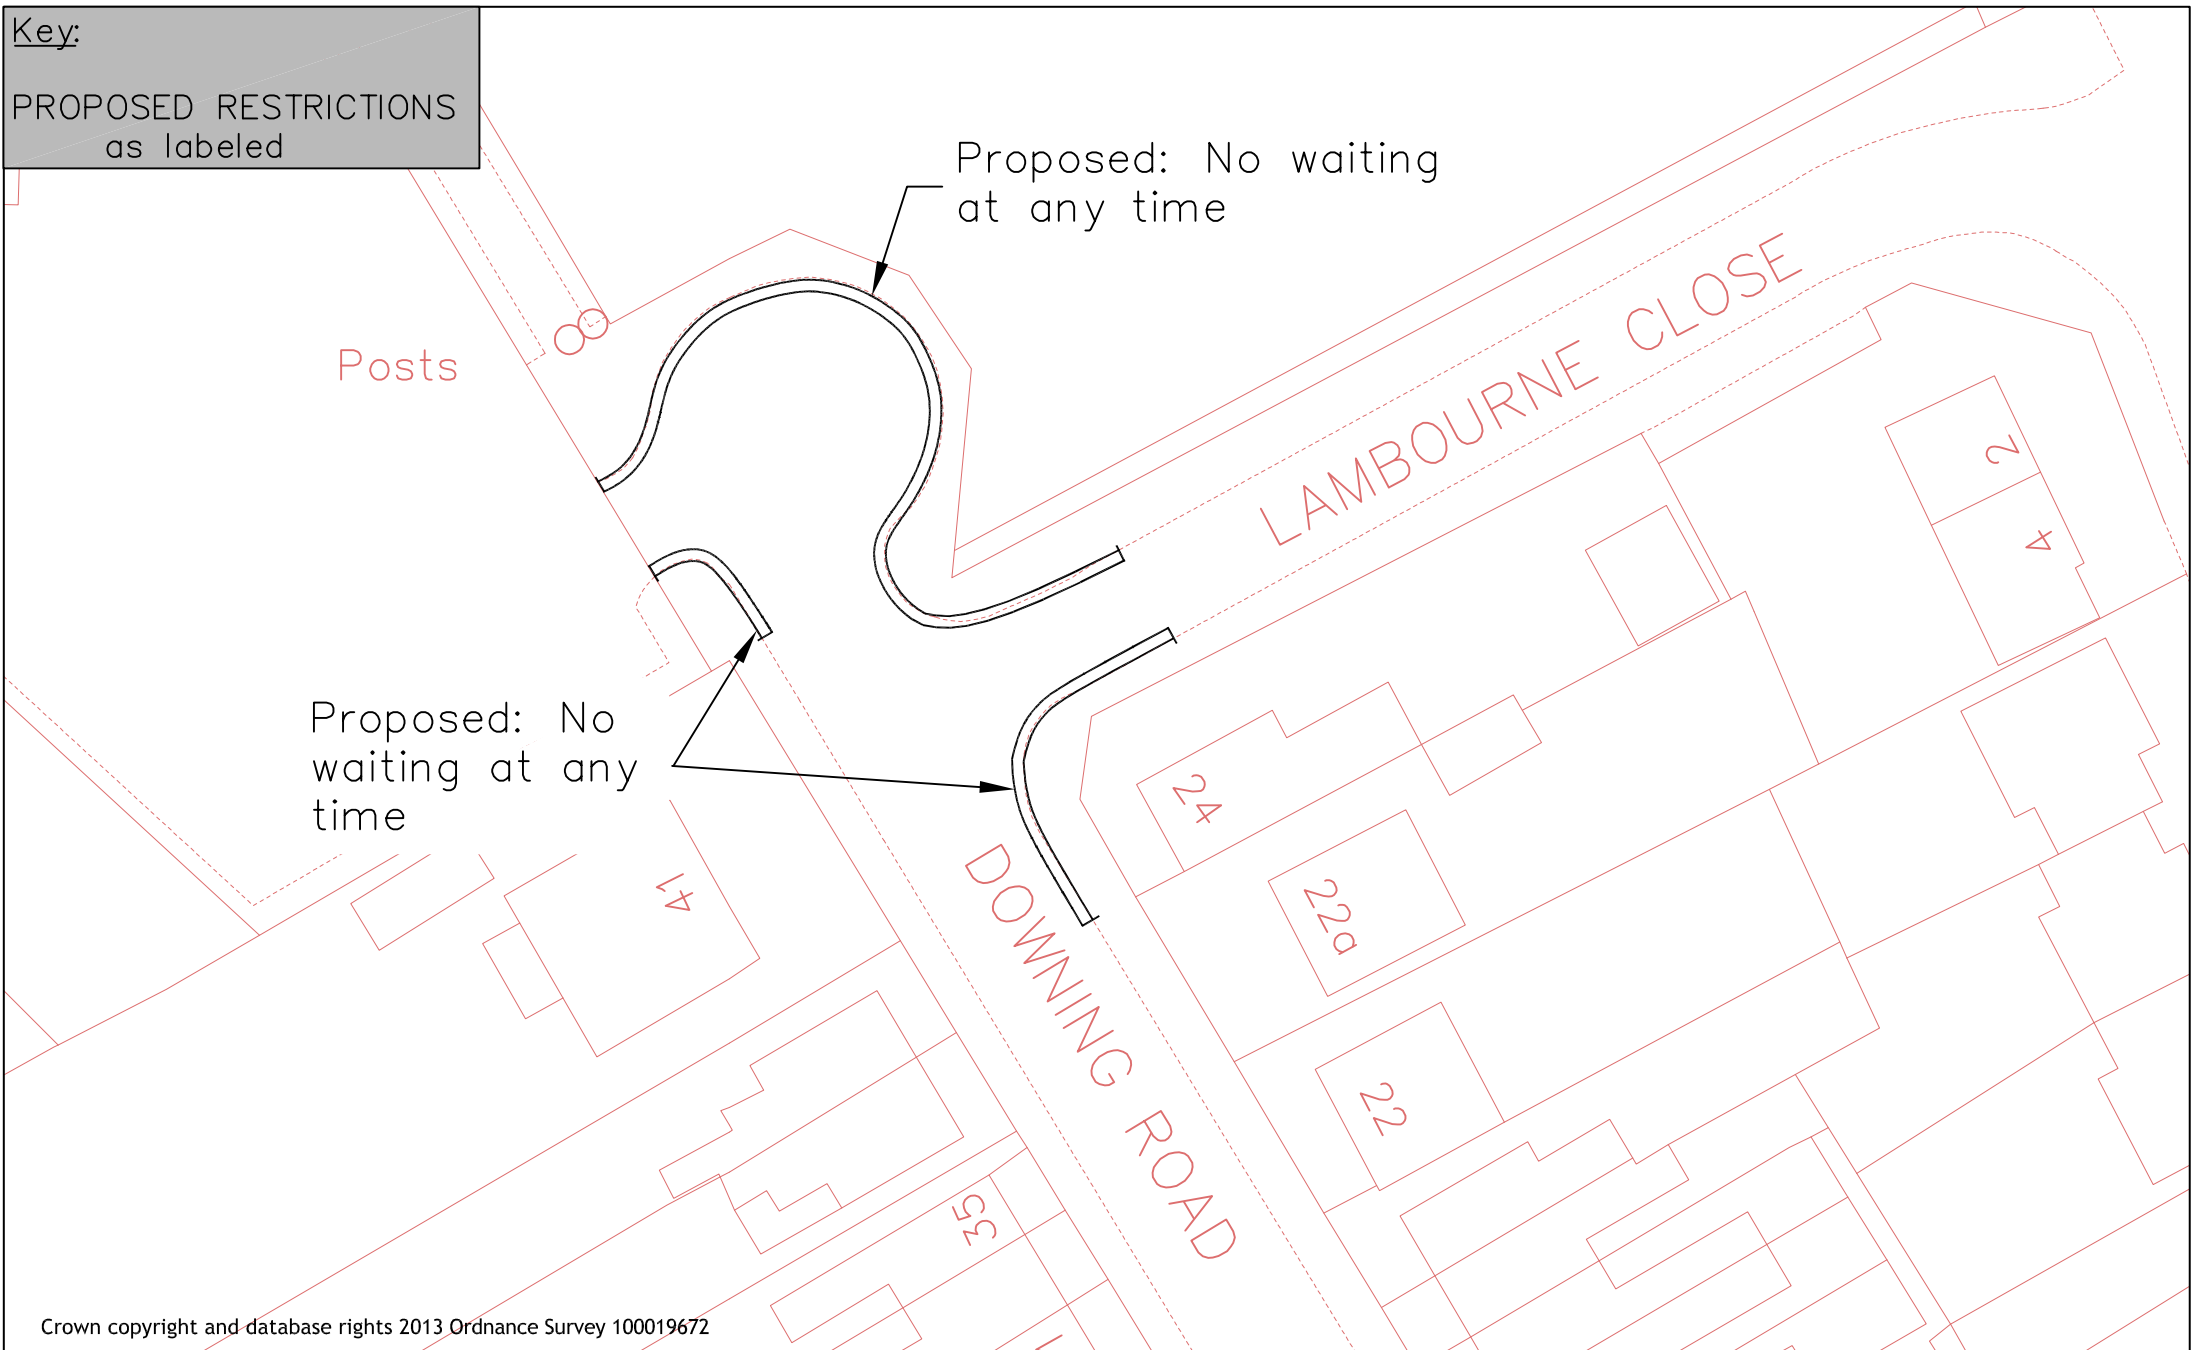 Key:
PROPOSED RESTRICTIONS
as labeled
Proposed: No waiting
at any time
Posts
LAMBOURNE CLOSE
2
4
Proposed: No
waiting at any
time
24
41
22a
DOWNING ROAD
22
35
Crown copyright and database rights 2013 Ordnance Survey 100019672